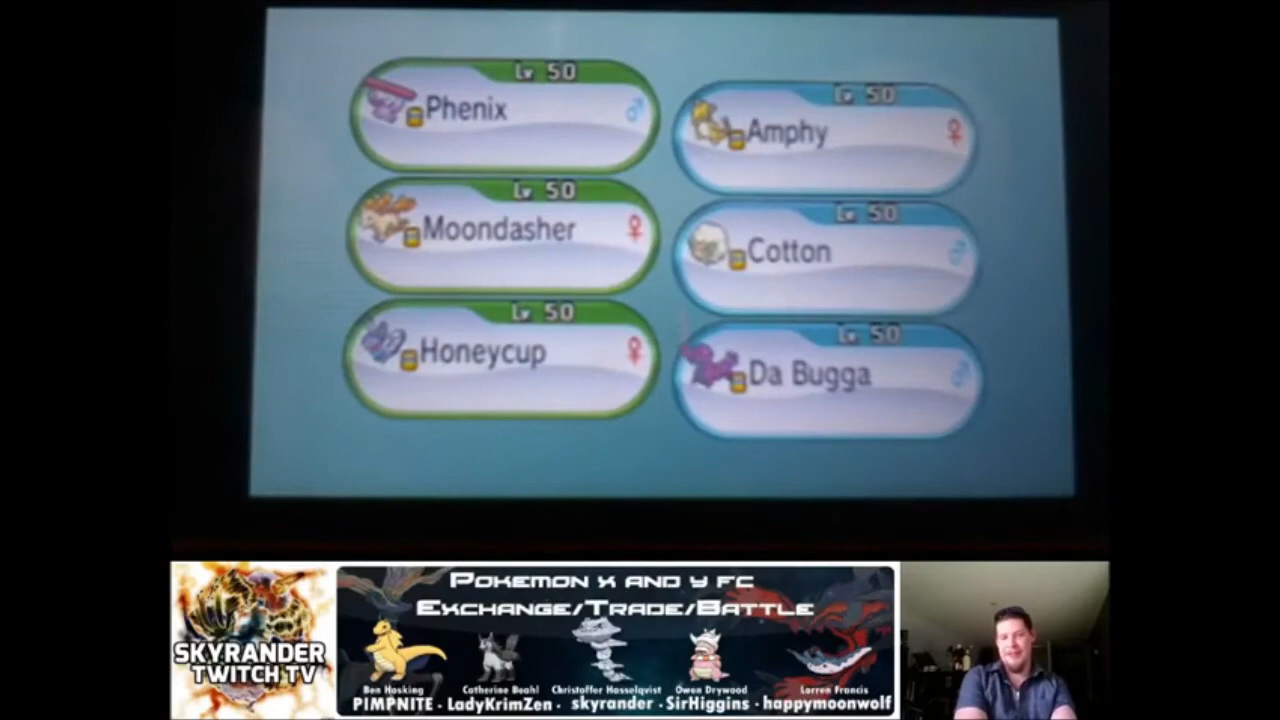 Lv. 50
Phenix ♂
Lv. 50
Moondasher ♀
Lv. 50
Honeycup ♀
Lv. 50
Amphy ♀
Lv. 50
Cotton ♂
Lv. 50
Da Bugga ♂
SKYRANDER
TWITCH TV
POKEMON X AND Y FC
EXCHANGE/TRADE/BATTLE
Ben Hosking Catherine Boahl Christoffer Hasselqvist Owen Drywood Lorren Francis
PIMPNITE - LadyKrimZen - skyrander - SirHiggins - happymoonwolf